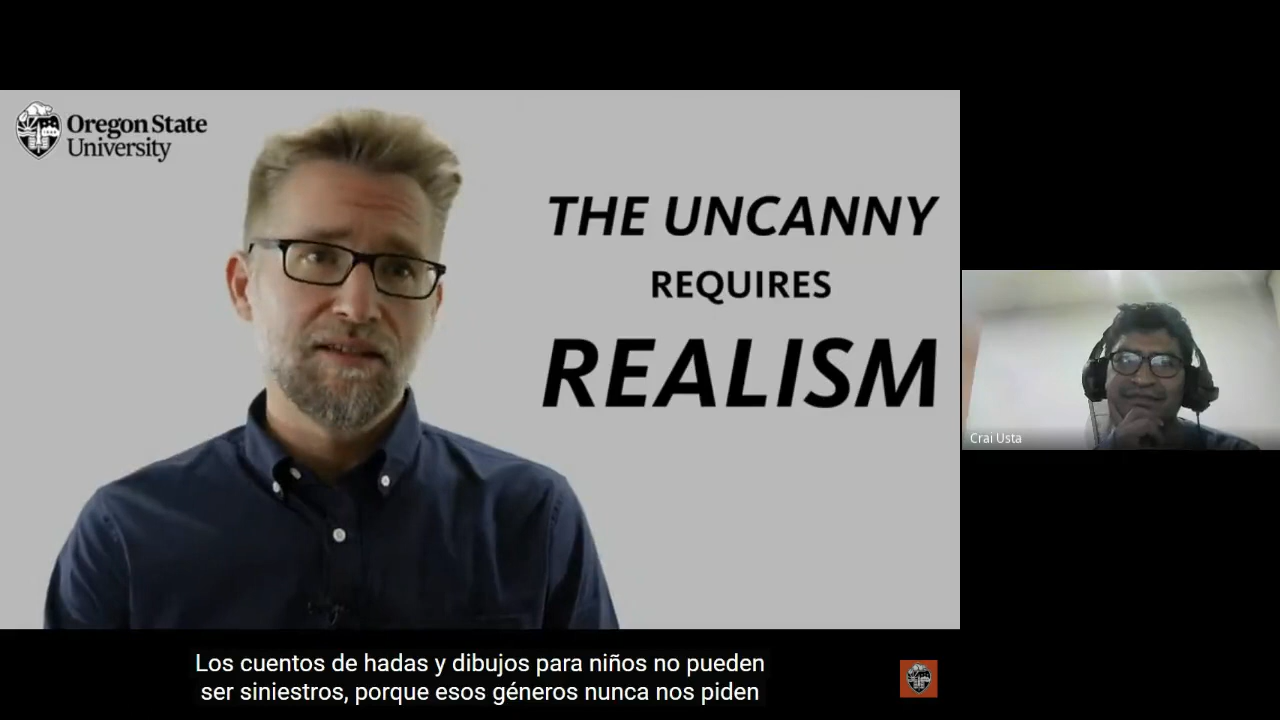 Oregon State
University
THE UNCANNY
REQUIRES
REALISM
Crai Usta
Los cuentos de hadas y dibujos para niños no pueden
ser siniestros, porque esos géneros nunca nos piden